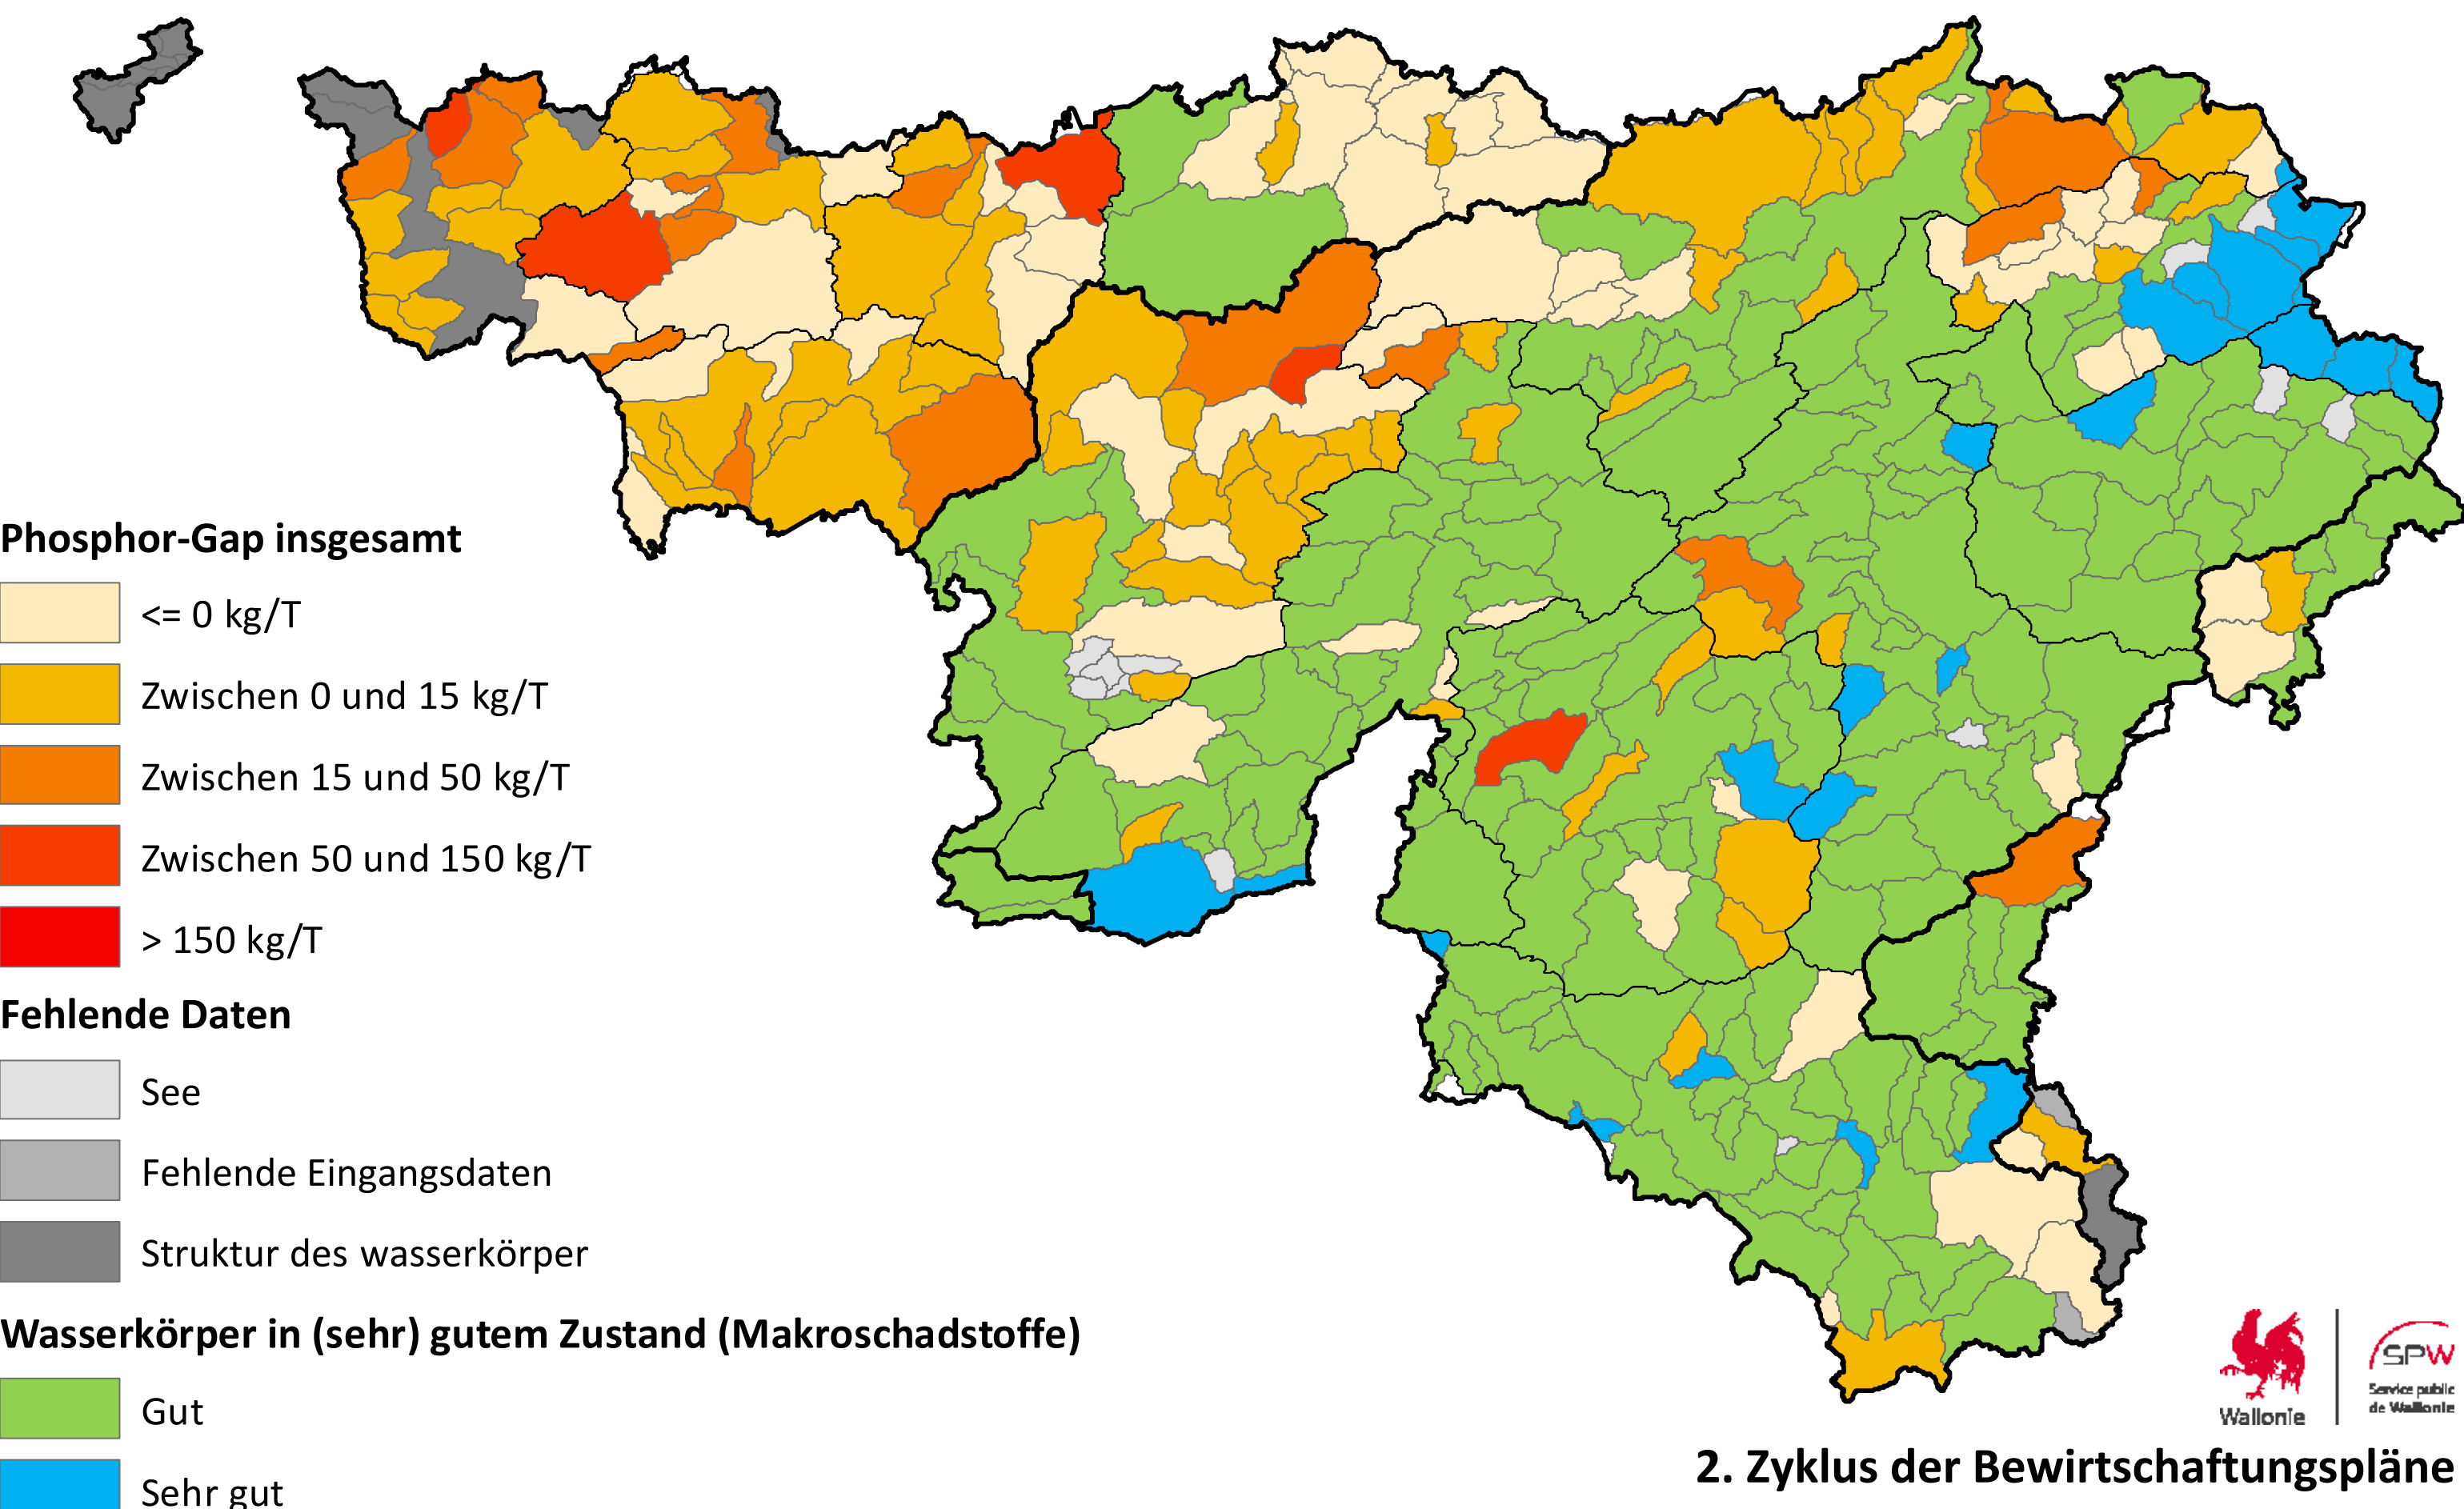 Phosphor-Gap insgesamt
<= 0 kg/T
Zwischen 0 und 15 kg/T
Zwischen 15 und 50 kg/T
Zwischen 50 und 150 kg/T
> 150 kg/T
Fehlende Daten
See
Fehlende Eingangsdaten
Struktur des wasserkörper
Wasserkörper in (sehr) gutem Zustand (Makroschadstoffe)
Gut
Sehr gut
Wallonie
SPW
Service public
de Wallonie
2. Zyklus der Bewirtschaftungspläne